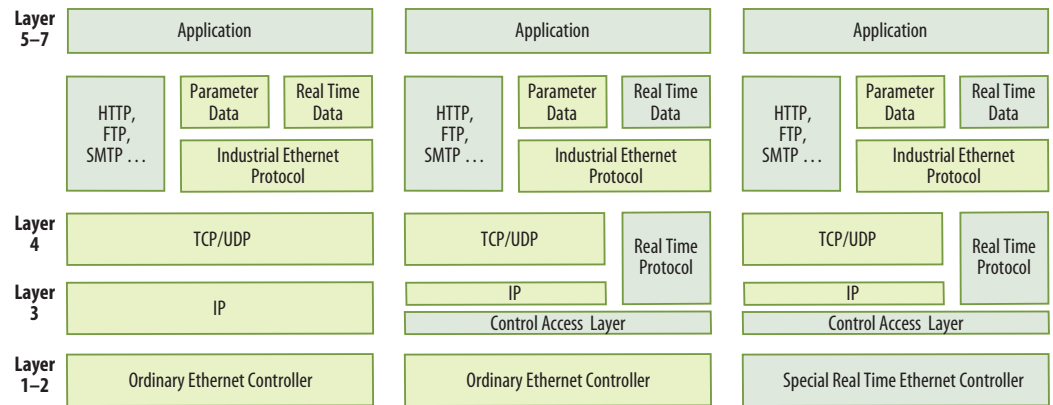 Layer
5–7
Application
Application
Application
HTTP,
FTP,
SMTP ...
Parameter
Data
Real Time
Data
Industrial Ethernet
Protocol
HTTP,
FTP,
SMTP ...
Parameter
Data
Real Time
Data
Industrial Ethernet
Protocol
HTTP,
FTP,
SMTP ...
Parameter
Data
Real Time
Data
Industrial Ethernet
Protocol
Layer
4
TCP/UDP
TCP/UDP
Real Time
Protocol
TCP/UDP
Real Time
Protocol
Layer
3
IP
IP
Control Access Layer
IP
Control Access Layer
Layer
1–2
Ordinary Ethernet Controller
Ordinary Ethernet Controller
Special Real Time Ethernet Controller